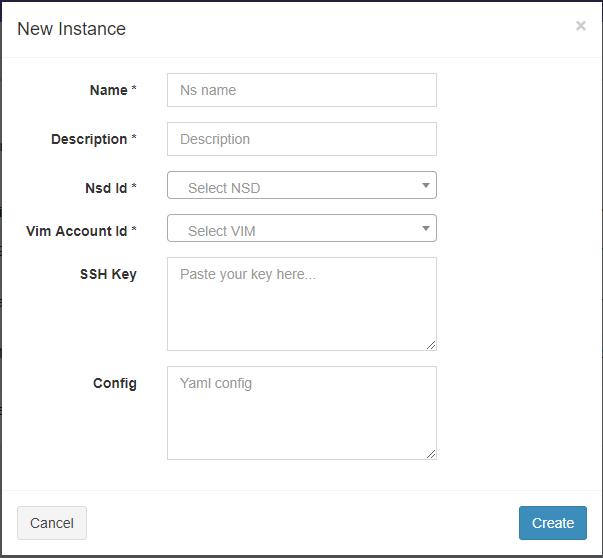 New Instance ×
Name * Ns name
Description * Description
Nsd Id * Select NSD
Vim Account Id * Select VIM
SSH Key Paste your key here...
Config Yaml config
Cancel Create